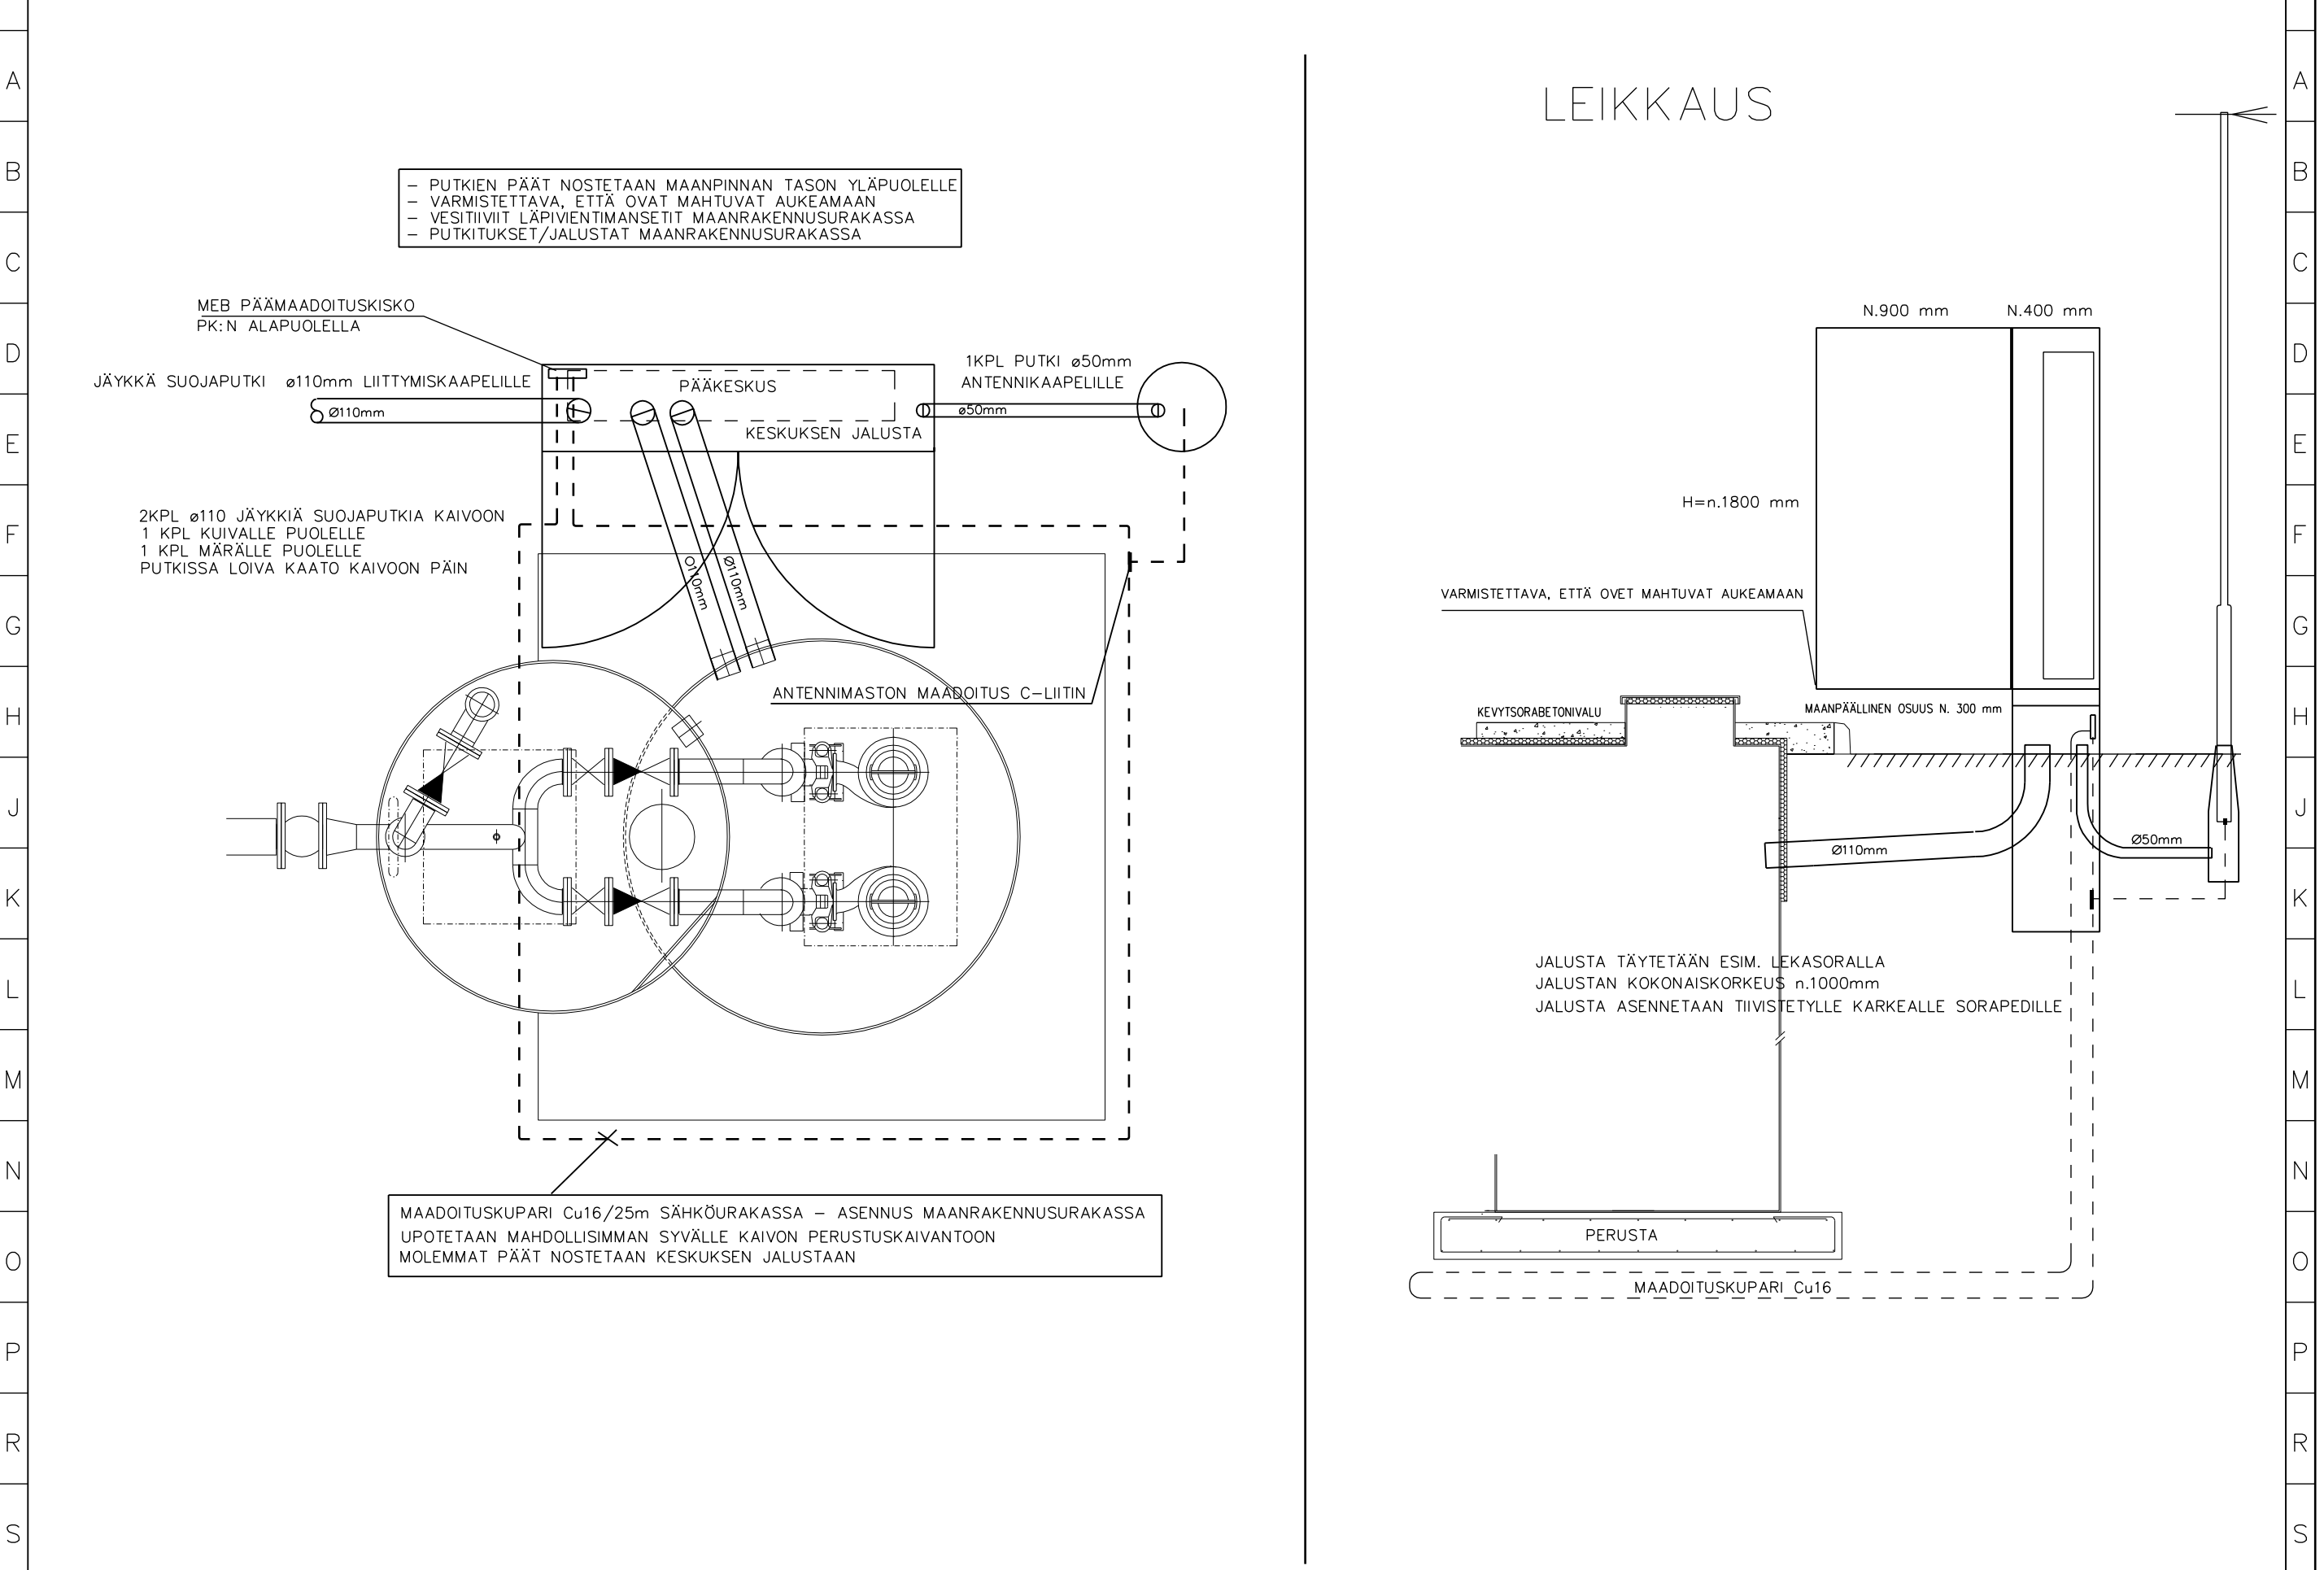 LEIKKAUS
- PUTKIEN PÄÄT NOSTETAAN MAANPINNAN TASON YLÄPUOLELLE
- VARMISTETTAVA, ETTÄ OVAT MAHTUVAT AUKEAMAAN
- VESITIIVIIT LÄPIVIENTIMANSETIT MAANRAKENNUSURAKASSA
- PUTKITUKSET/JALUSTAT MAANRAKENNUSURAKASSA
MEB PÄÄMAADOITUSKISKO
PK:N ALAPUOLELLA
JÄYKKÄ SUOJAPUTKI ø110mm LIITTYMISKAAPELILLE
Ø110mm
PÄÄKESKUS
KESKUKSEN JALUSTA
1KPL PUTKI ø50mm
ANTENNIKAAPELILLE
ø50mm
2KPL ø110 JÄYKKIÄ SUOJAPUTKIA KAIVOON
1 KPL KUIVALLE PUOLELLE
1 KPL MÄRÄLLE PUOLELLE
PUTKISSA LOIVA KAATO KAIVOON PÄIN
Ø110mm
Ø110mm
ANTENNIMASTON MAADOITUS C-LIITIN
MAADOITUSKUPARI Cu16/25m SÄHKÖURAKASSA - ASENNUS MAANRAKENNUSURAKASSA
UPOTETAAN MAHDOLLISIMMAN SYVÄLLE KAIVON PERUSTUSKAIVANTOON
MOLEMMAT PÄÄT NOSTETAAN KESKUKSEN JALUSTAAN
N.900 mm
N.400 mm
H=n.1800 mm
VARMISTETTAVA, ETTÄ OVET MAHTUVAT AUKEAMAAN
KEVYTSORABETONIVALU
MAANPÄÄLLINEN OSUUS N. 300 mm
Ø110mm
Ø50mm
JALUSTA TÄYTETÄÄN ESIM. LEKASORALLA
JALUSTAN KOKONAISKORKEUS n.1000mm
JALUSTA ASENNETAAN TIIVISTETYLLE KARKEALLE SORAPEDILLE
PERUSTA
MAADOITUSKUPARI Cu16
A
B
C
D
E
F
G
H
J
K
L
M
N
O
P
R
S
A
B
C
D
E
F
G
H
J
K
L
M
N
O
P
R
S